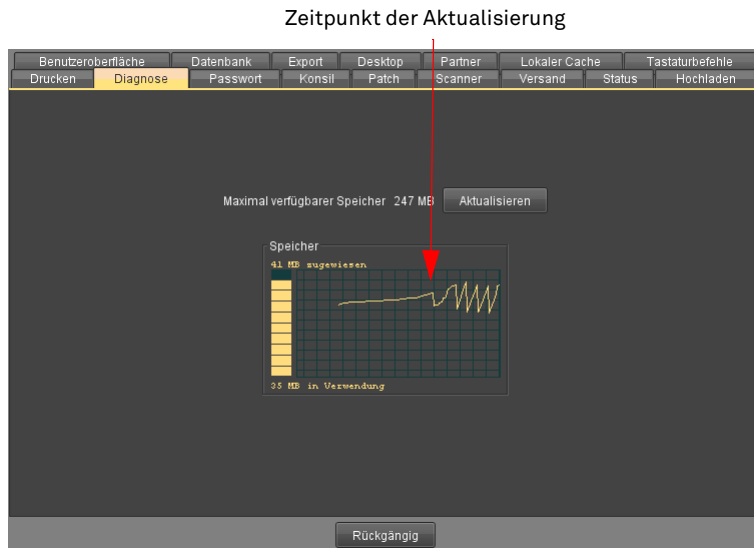 Zeitpunkt der Aktualisierung
Benutzeroberfläche Datenbank Export Desktop Partner Lokaler Cache Tastaturbefehle
Drucken Diagnose Passwort Konsil Patch Scanner Versand Status Hochladen
Maximal verfügbarer Speicher 247 MB Aktualisieren
Speicher
41 MB zugewiesen
35 MB in Verwendung
Rückgängig